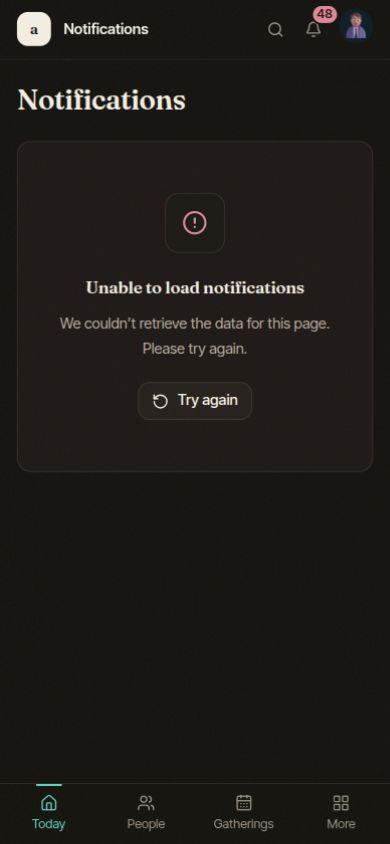 a
Notifications
48
Notifications
Unable to load notifications
We couldn't retrieve the data for this page.
Please try again.
Try again
Today
People
Gatherings
More